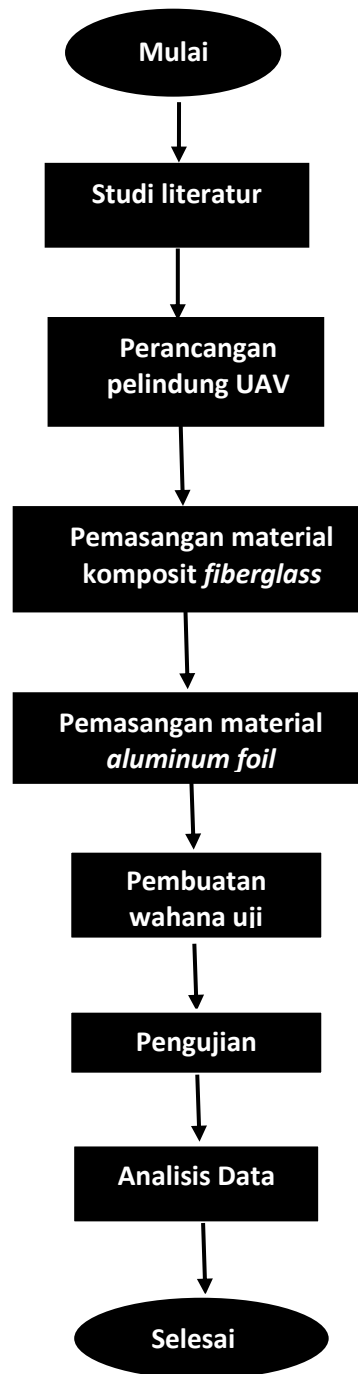 Mulai
Studi literatur
Perancangan
pelindung UAV
Pemasangan material
komposit fiberglass
Pemasangan material
aluminum foil
Pembuatan
wahana uji
Pengujian
Analisis Data
Selesai